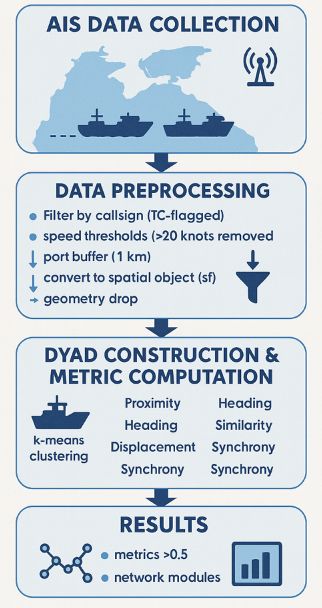 AIS DATA COLLECTION
DATA PREPROCESSING
Filter by callsign (TC-flagged)
speed thresholds (>20 knots removed
port buffer (1 km)
convert to spatial object (sf)
geometry drop
DYAD CONSTRUCTION &
METRIC COMPUTATION
k-means
clustering
Proximity
Heading
Displacement
Synchrony
Heading
Similarity
Synchrony
Synchrony
RESULTS
metrics >0.5
network modules